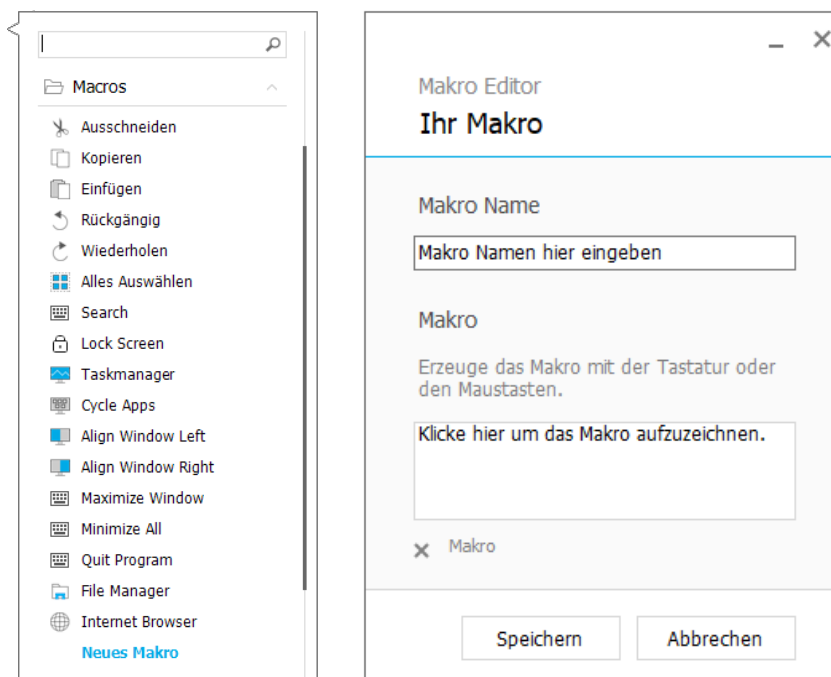 Macros
Ausschneiden
Kopieren
Einfügen
Rückgängig
Wiederholen
Alles Auswählen
Search
Lock Screen
Taskmanager
Cycle Apps
Align Window Left
Align Window Right
Maximize Window
Minimize All
Quit Program
File Manager
Internet Browser
Neues Makro
Makro Editor
Ihr Makro
Makro Name
Makro Namen hier eingeben
Makro
Erzeuge das Makro mit der Tastatur oder
den Maustasten.
Klicke hier um das Makro aufzuzeichnen.
Makro
Speichern
Abbrechen